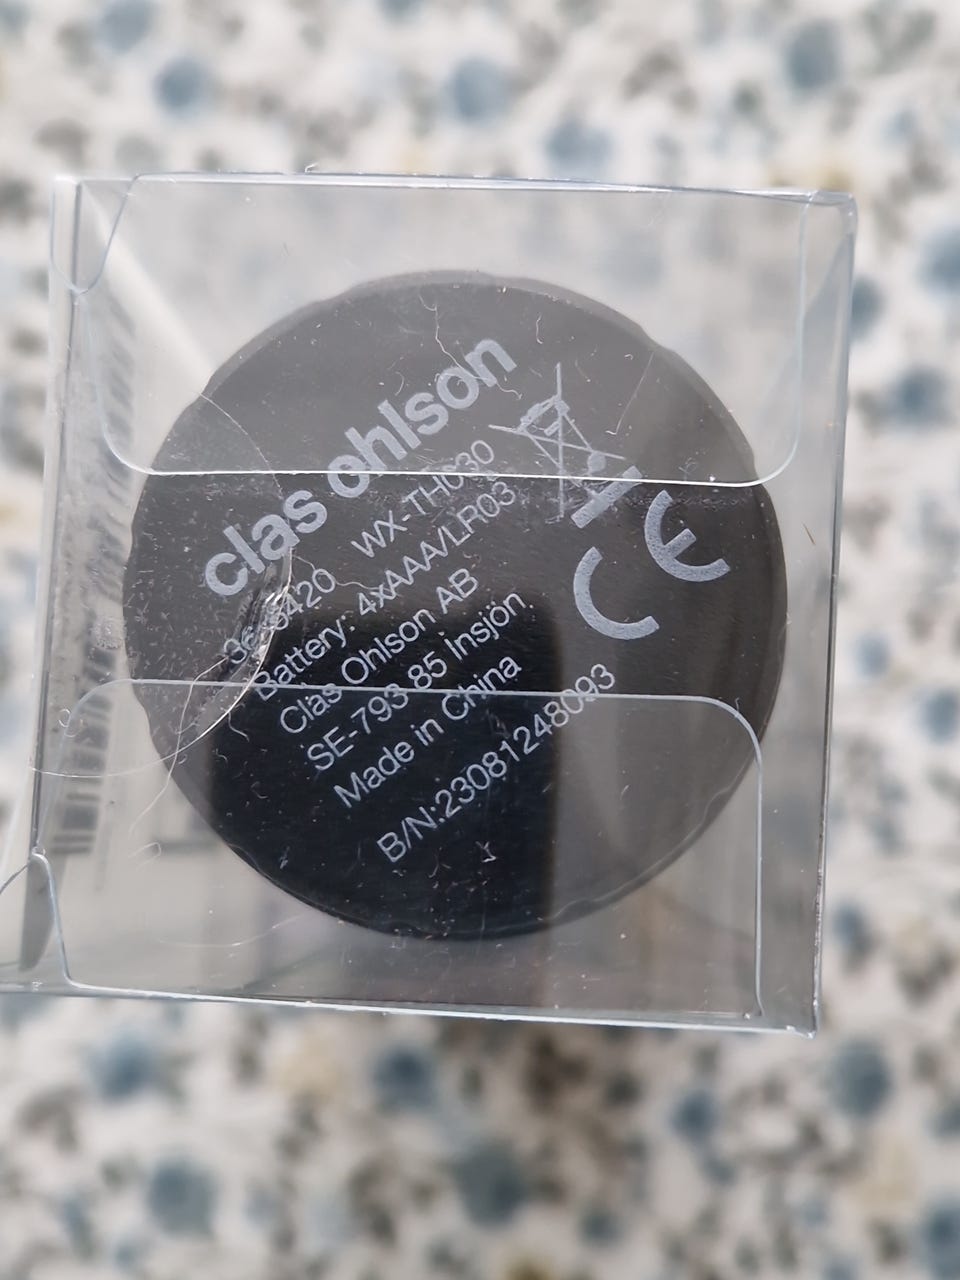 clas ohlson
WX-TH030
Battery: 4xAAA/LR03
Clas Ohlson AB
SE-793 85 Insjön,
Made in China
B/N:23081248093
CE